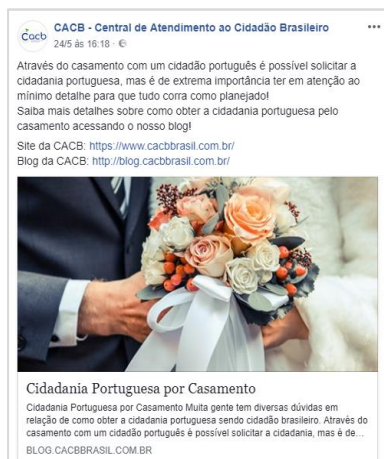 Cacb
CACB - Central de Atendimento ao Cidadão Brasileiro
24/5 às 16:18 ·
Através do casamento com um cidadão português é possível solicitar a
cidadania portuguesa, mas é de extrema importância ter em atenção ao
mínimo detalhe para que tudo corra como planejado!
Saiba mais detalhes sobre como obter a cidadania portuguesa pelo
casamento acessando o nosso blog!
Site da CACB: https://www.cacbbrasil.com.br/
Blog da CACB: http://blog.cacbbrasil.com.br/
Cidadania Portuguesa por Casamento
Cidadania Portuguesa por Casamento Muita gente tem diversas dúvidas em
relação de como obter a cidadania portuguesa sendo cidadão brasileiro. Através do
casamento com um cidadão português é possível solicitar a cidadania, mas é de...
BLOG.CACBBRASIL.COM.BR